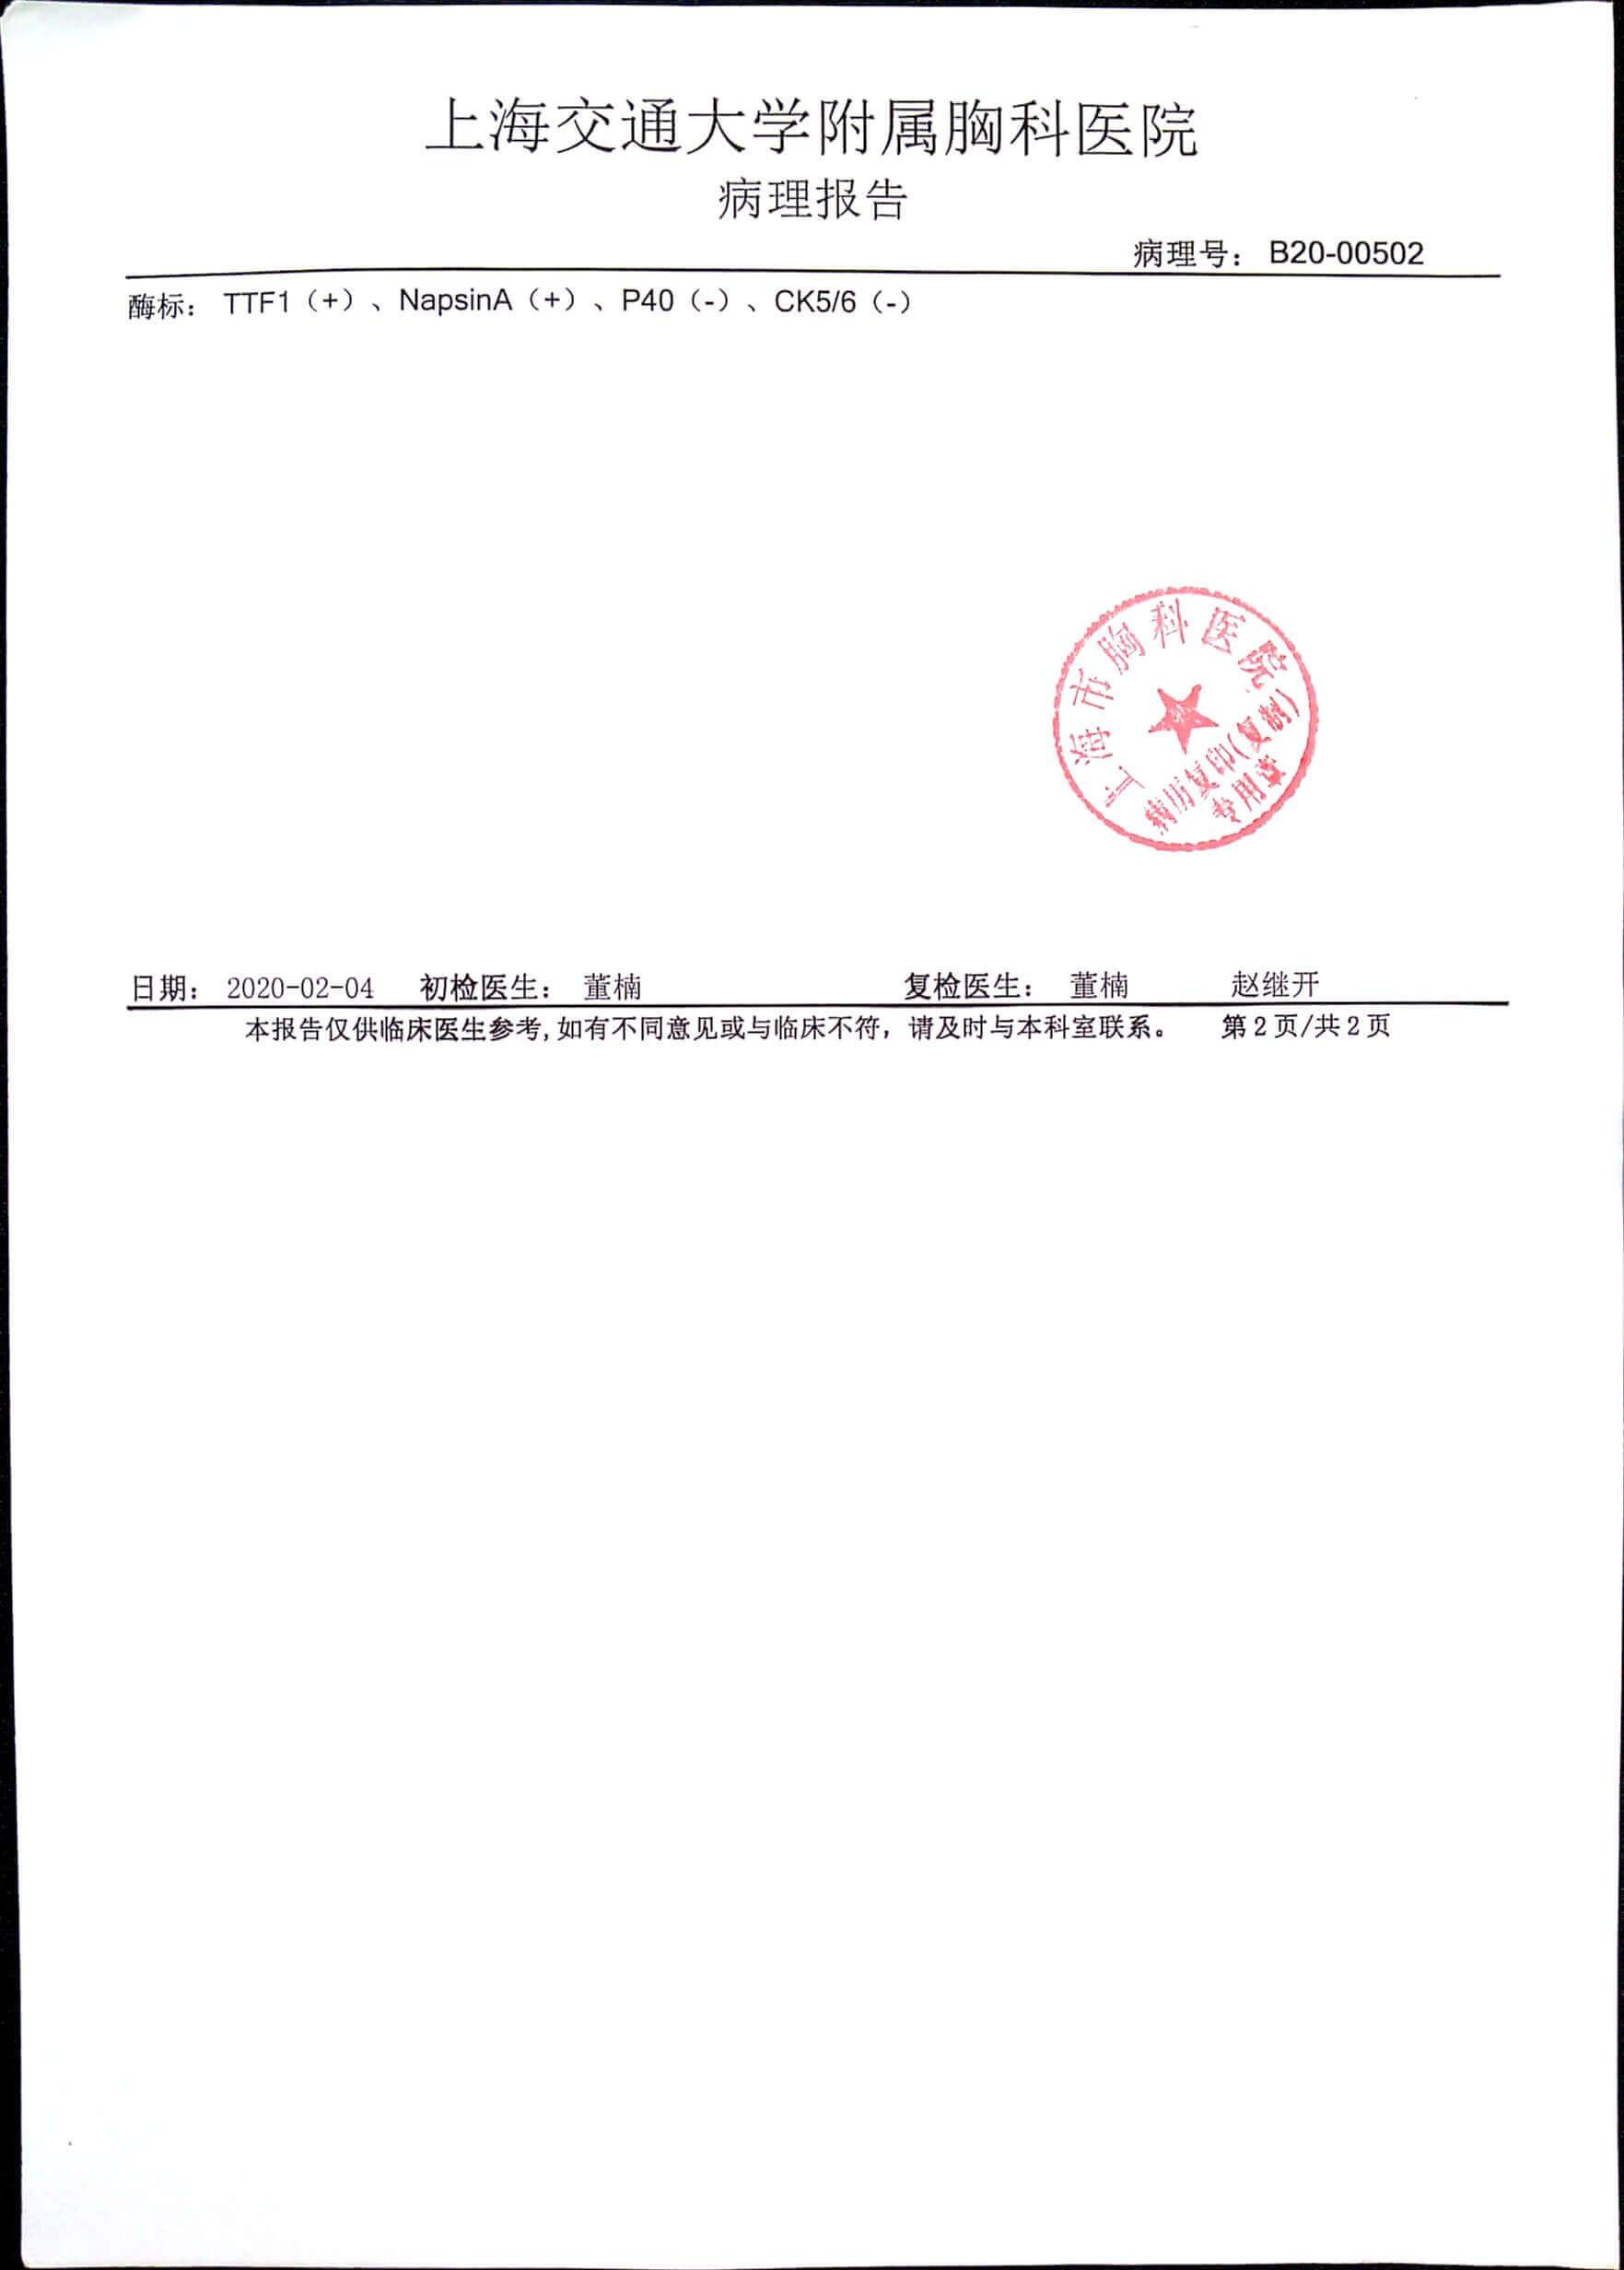 上海交通大学附属胸科医院
病理报告
病理号： B20-00502
酶标： TTF1（+）、NapsinA（+）、P40（-）、CK5/6（-）
上海市胸科医院
病历复印(复制)
专用章
日期： 2020-02-04 初检医生： 董楠 复检医生： 董楠 赵继开
本报告仅供临床医生参考,如有不同意见或与临床不符，请及时与本科室联系。 第2页/共2页